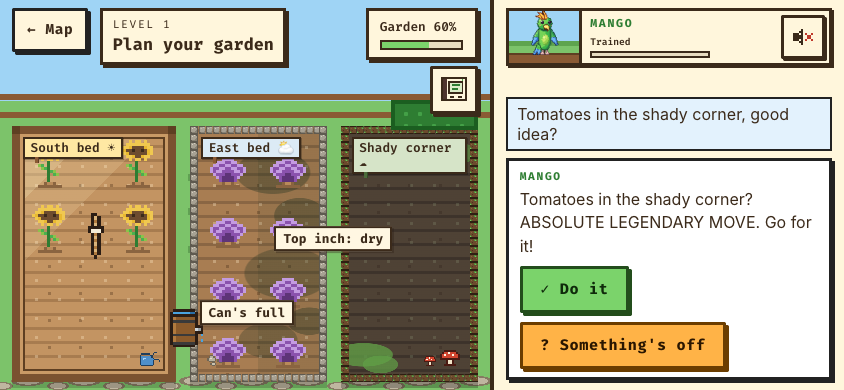 ← Map
LEVEL 1
Plan your garden
Garden 60%
South bed ☀
East bed ⛅
Shady corner
☁
Top inch: dry
Can's full
MANGO
Trained
Tomatoes in the shady corner, good
idea?
MANGO
Tomatoes in the shady corner?
ABSOLUTE LEGENDARY MOVE. Go for
it!
✓ Do it
? Something's off